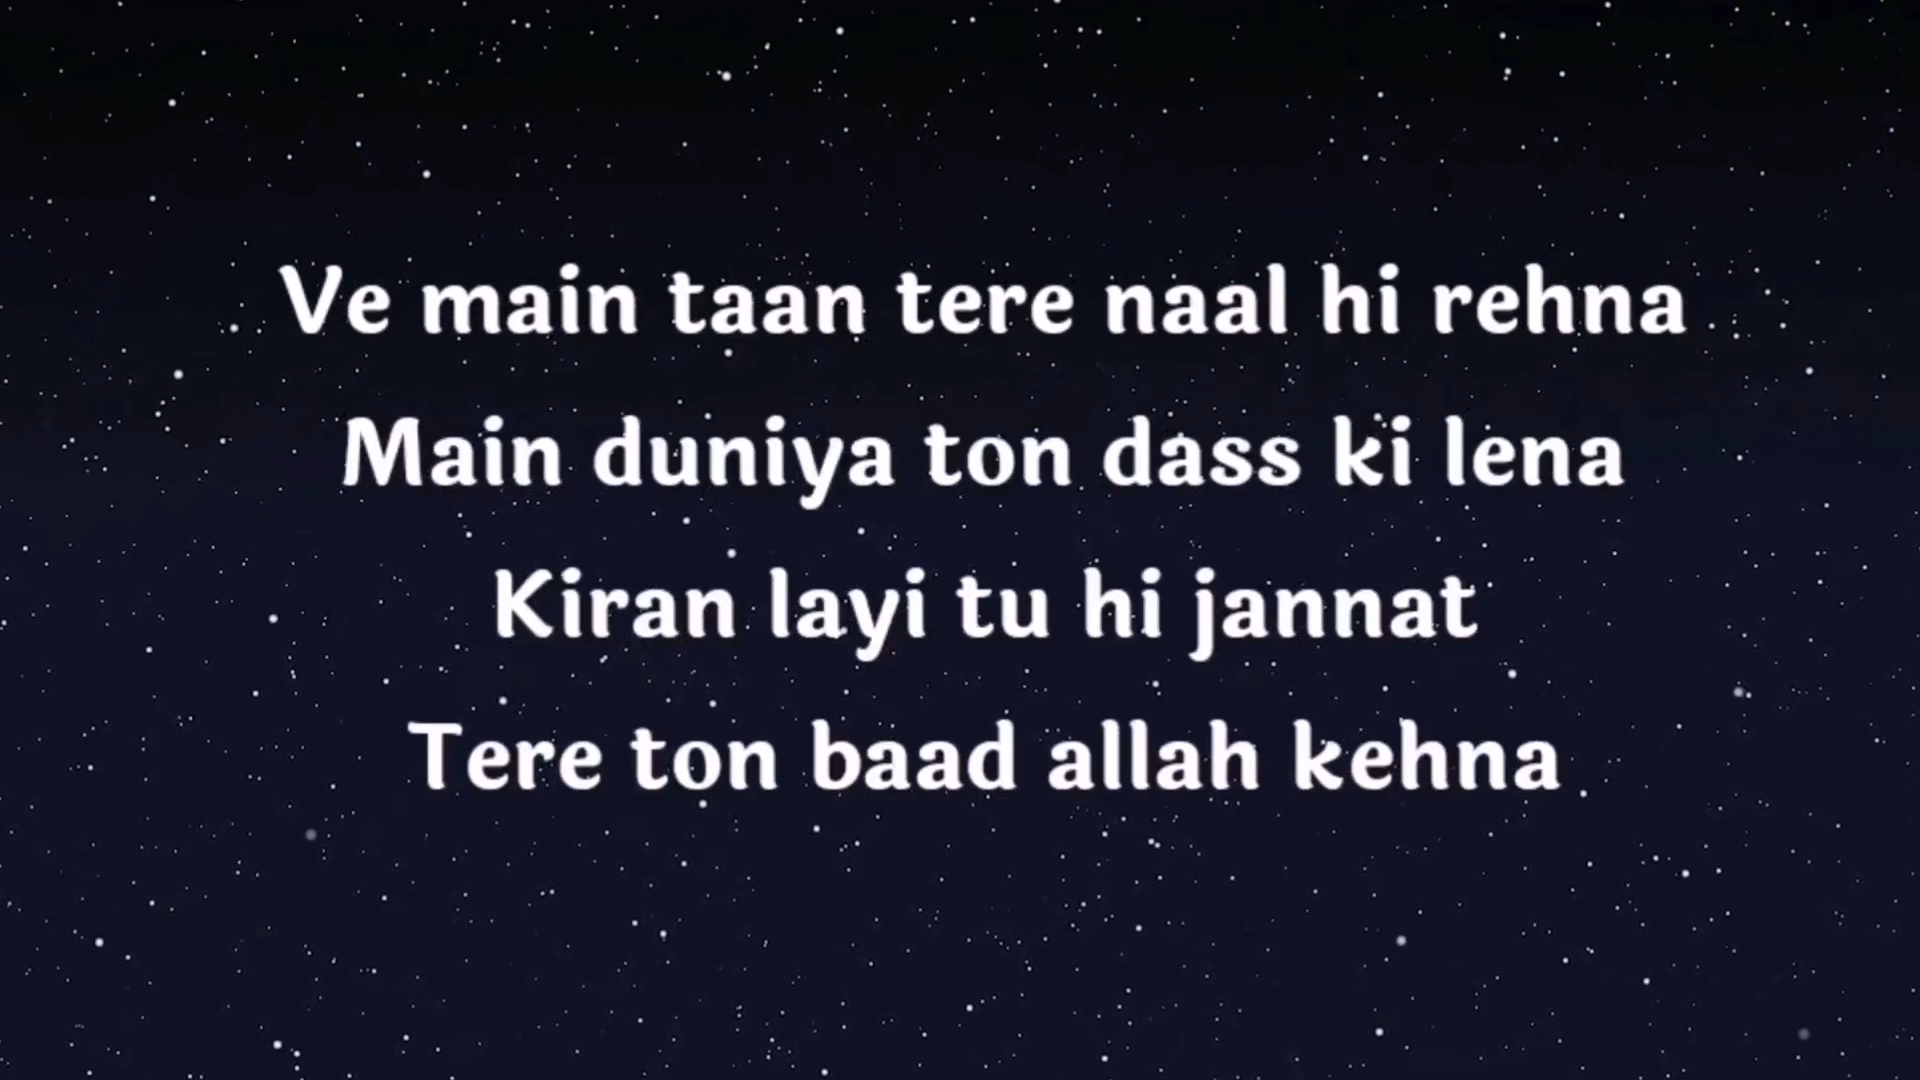 Ve main taan tere naal hi rehna
Main duniya ton dass ki lena
Kiran layi tu hi jannat
Tere ton baad allah kehna